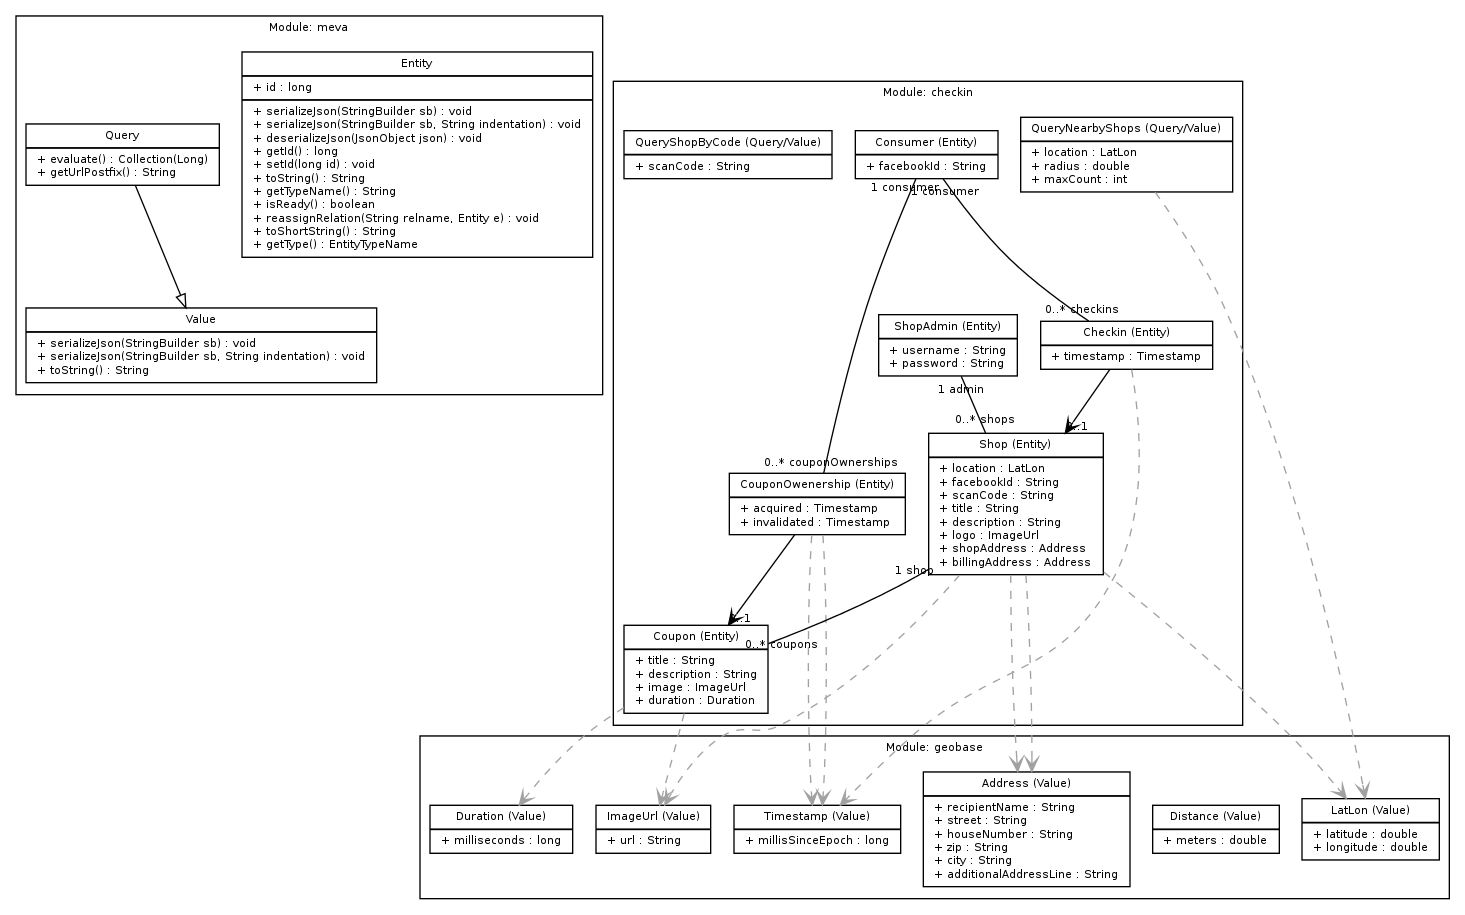 Module: meva
Entity
+ id : long
+ serializeJson(StringBuilder sb) : void
+ serializeJson(StringBuilder sb, String indentation) : void
+ deserializeJson(JsonObject json) : void
+ getId() : long
+ setId(long id) : void
+ toString() : String
+ getTypeName() : String
+ isReady() : boolean
+ reassignRelation(String relname, Entity e) : void
+ toShortString() : String
+ getType() : EntityTypeName
Query
+ evaluate() : Collection(Long)
+ getUrlPostfix() : String
Value
+ serializeJson(StringBuilder sb) : void
+ serializeJson(StringBuilder sb, String indentation) : void
+ toString() : String
Module: checkin
QueryShopByCode (Query/Value)
+ scanCode : String
Consumer (Entity)
+ facebookId : String
QueryNearbyShops (Query/Value)
+ location : LatLon
+ radius : double
+ maxCount : int
1 consumer
1 consumer
0..* checkins
ShopAdmin (Entity)
+ username : String
+ password : String
Checkin (Entity)
+ timestamp : Timestamp
1 admin
0..* shops
..1
Shop (Entity)
+ location : LatLon
+ facebookId : String
+ scanCode : String
+ title : String
+ description : String
+ logo : ImageUrl
+ shopAddress : Address
+ billingAddress : Address
0..* couponOwnerships
CouponOwenership (Entity)
+ acquired : Timestamp
+ invalidated : Timestamp
1 shop
..1
Coupon (Entity)
+ title : String
+ description : String
+ image : ImageUrl
+ duration : Duration
0..* coupons
Module: geobase
Duration (Value)
+ milliseconds : long
ImageUrl (Value)
+ url : String
Timestamp (Value)
+ millisSinceEpoch : long
Address (Value)
+ recipientName : String
+ street : String
+ houseNumber : String
+ zip : String
+ city : String
+ additionalAddressLine : String
Distance (Value)
+ meters : double
LatLon (Value)
+ latitude : double
+ longitude : double